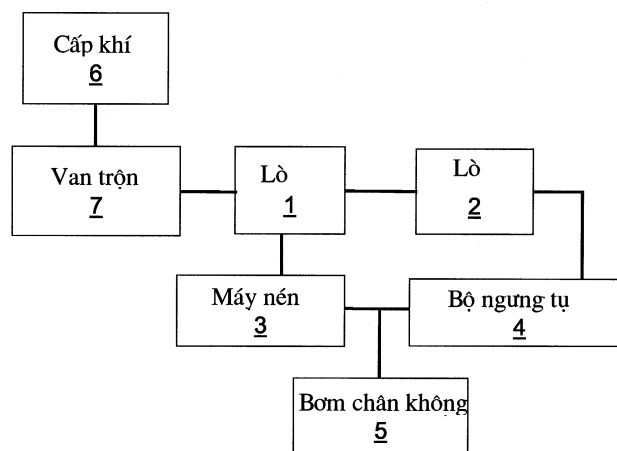 Cấp khí
6
Van trộn
7
Lò
1
Lò
2
Máy nén
3
Bộ ngưng tụ
4
Bơm chân không
5